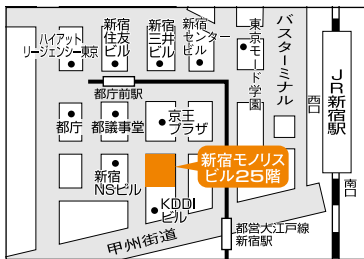 ハイアット
リージェンシー東京
新宿
住友
ビル
新宿
三井
ビル
新宿
センター
ビル
東京モード学園
バスターミナル
JR新宿駅
西口
南口
都庁前駅
都庁
都議事堂
京王
プラザ
新宿モノリス
ビル25階
新宿
NSビル
KDDI
ビル
甲州街道
都営大江戸線
新宿駅